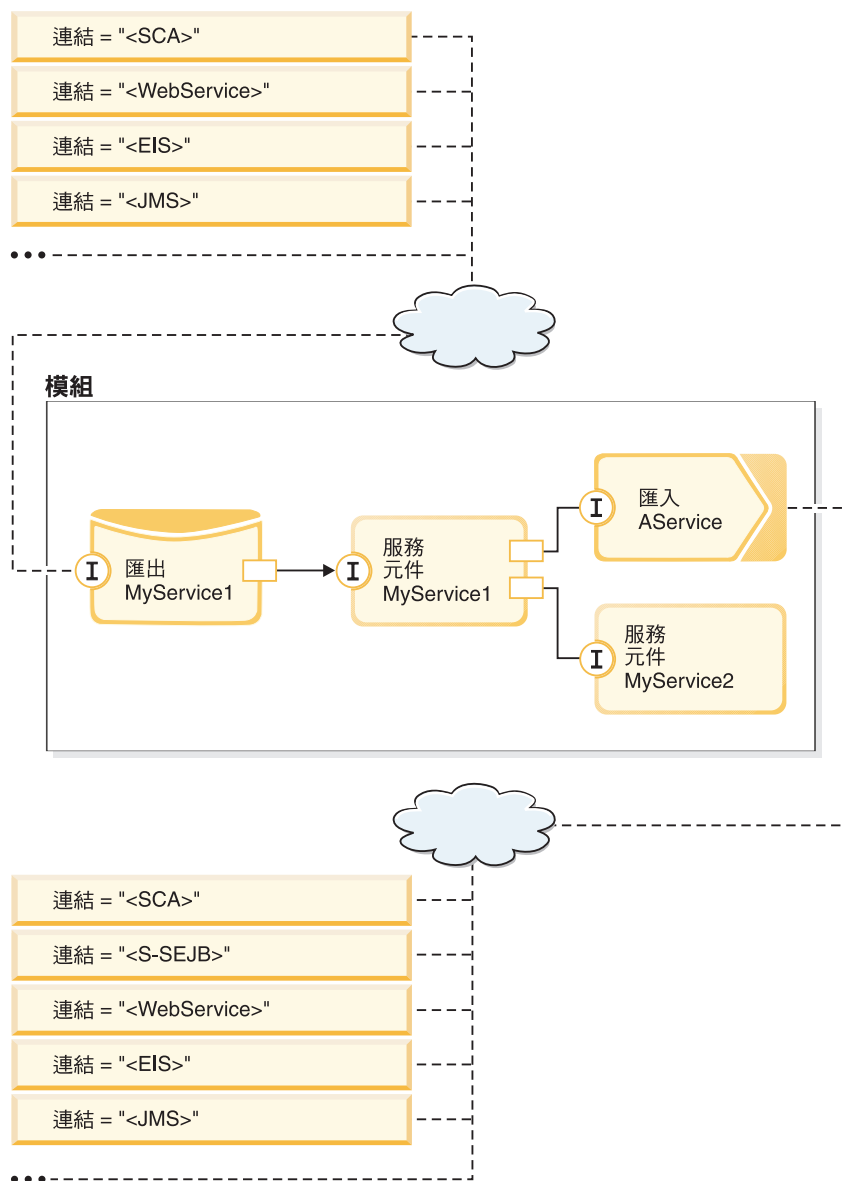 連結 = "<SCA>"
連結 = "<WebService>"
連結 = "<EIS>"
連結 = "<JMS>"
•••
模組
匯出
MyService1
服務
元件
MyService1
匯入
AService
服務
元件
MyService2
連結 = "<SCA>"
連結 = "<S-SEJB>"
連結 = "<WebService>"
連結 = "<EIS>"
連結 = "<JMS>"
•••